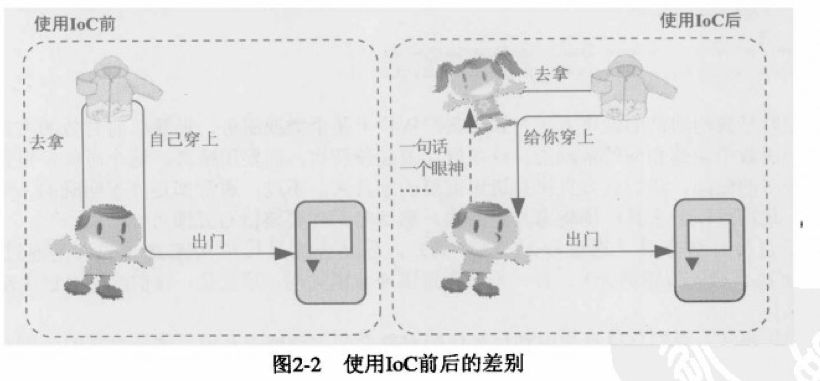 使用IoC前
去拿
自己穿上
出门
使用IoC后
去拿
给你穿上
一句话
一个眼神
……
出门
图2-2 使用IoC前后的差别